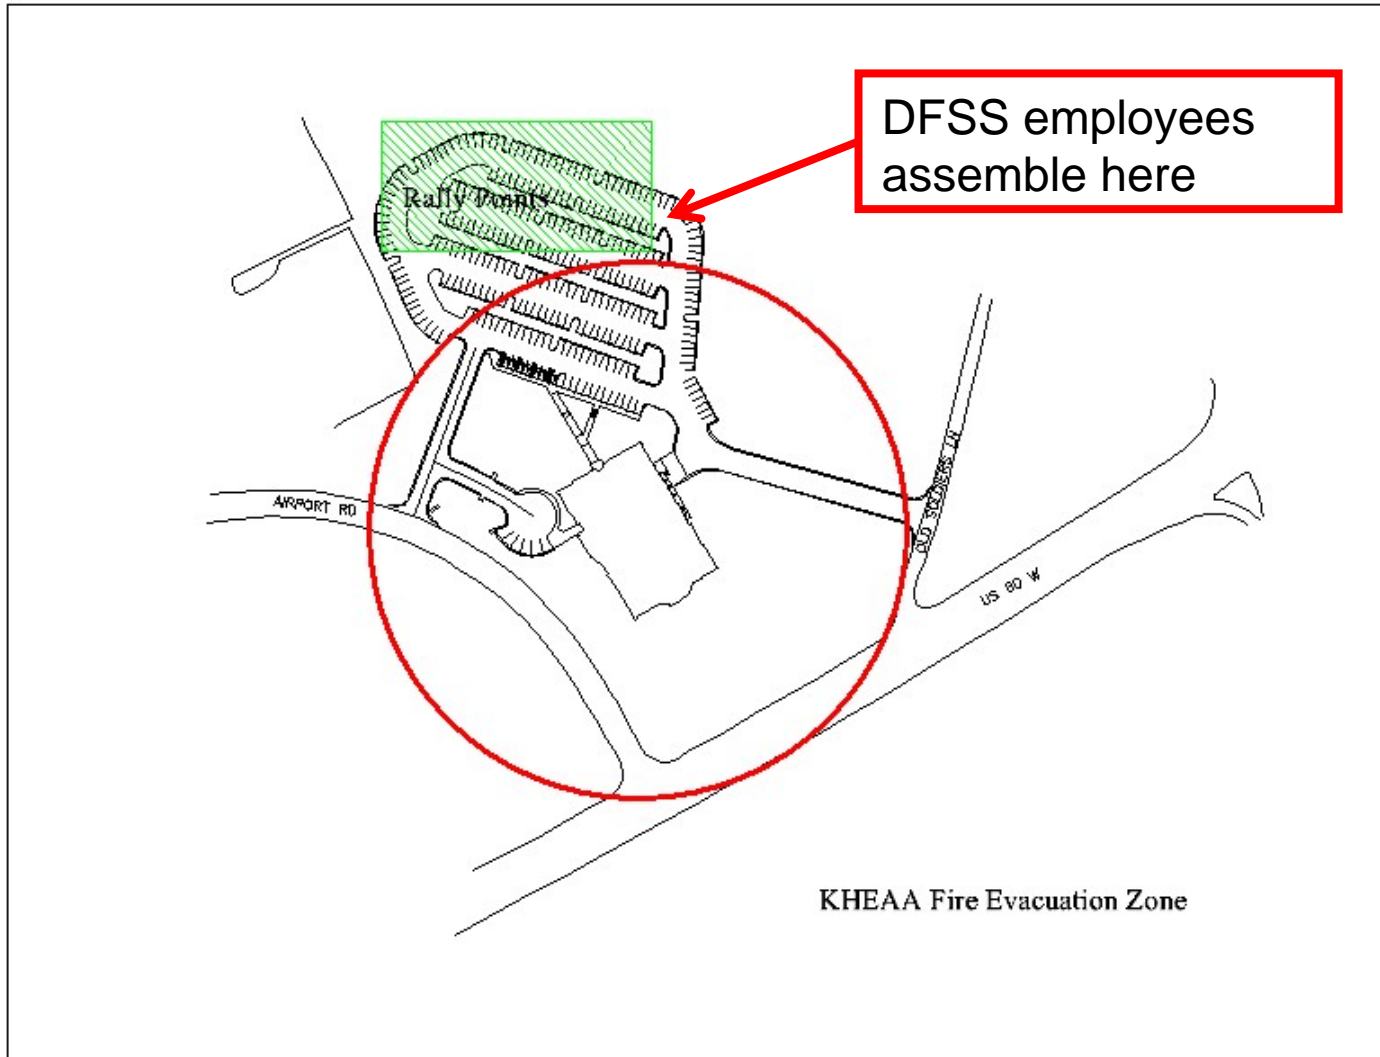 DFSS employees
assemble here
Rally Points
AIRPORT RD
OLD SOLDIERS LN
US 60 W
KHEAA Fire Evacuation Zone